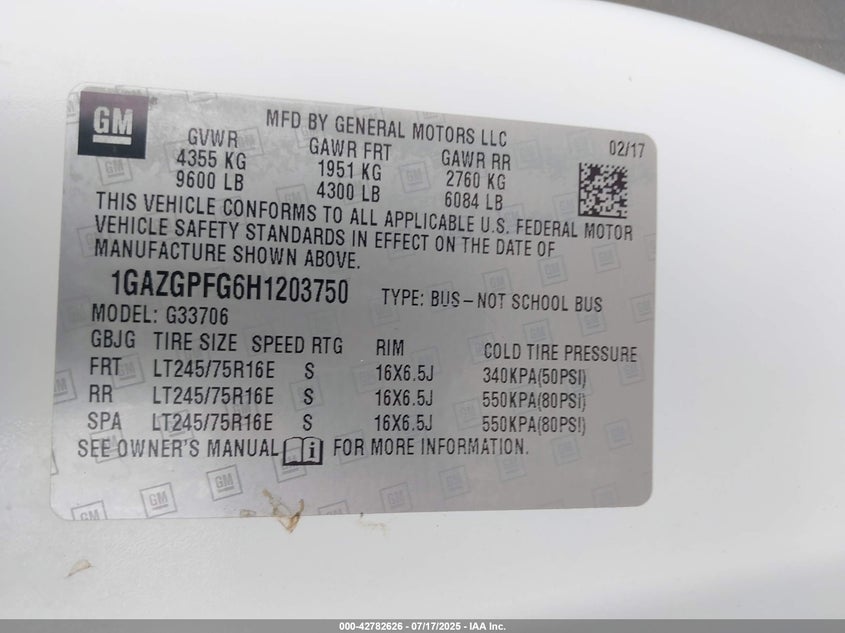 GM
MFD BY GENERAL MOTORS LLC
02/17
GVWR GAWR FRT GAWR RR
4355 KG 1951 KG 2760 KG
9600 LB 4300 LB 6084 LB
THIS VEHICLE CONFORMS TO ALL APPLICABLE U.S. FEDERAL MOTOR
VEHICLE SAFETY STANDARDS IN EFFECT ON THE DATE OF
MANUFACTURE SHOWN ABOVE.
1GAZGPFG6H1203750 TYPE: BUS-NOT SCHOOL BUS
MODEL: G33706
GBJG TIRE SIZE SPEED RTG RIM COLD TIRE PRESSURE
FRT LT245/75R16E S 16X6.5J 340KPA(50PSI)
RR LT245/75R16E S 16X6.5J 550KPA(80PSI)
SPA LT245/75R16E S 16X6.5J 550KPA(80PSI)
SEE OWNER'S MANUAL i FOR MORE INFORMATION.
000-42782626 - 07/17/2025 - IAA Inc.